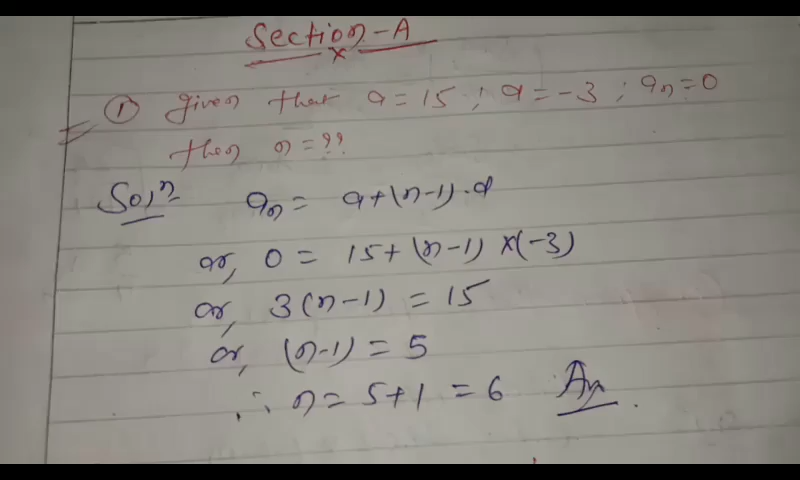 Section-A
① given that a = 15 ; d = -3 ; an = 0
then n = ??
Solⁿ an = a+(n-1).d
or, 0 = 15+(n-1)×(-3)
or, 3(n-1) = 15
or, (n-1) = 5
∴ n = 5+1 = 6 Ans